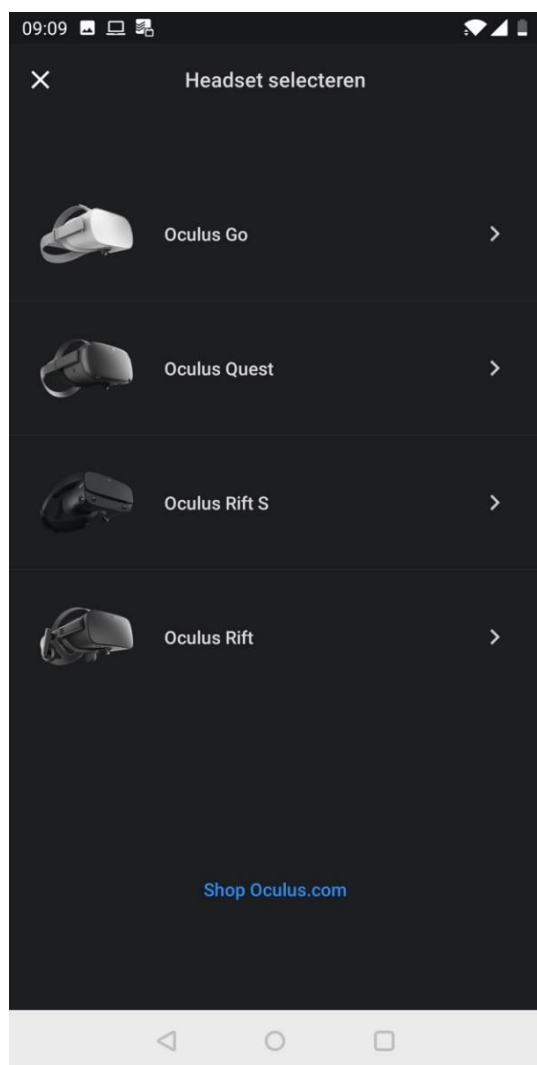 09:09
Headset selecteren
Oculus Go
Oculus Quest
Oculus Rift S
Oculus Rift
Shop Oculus.com